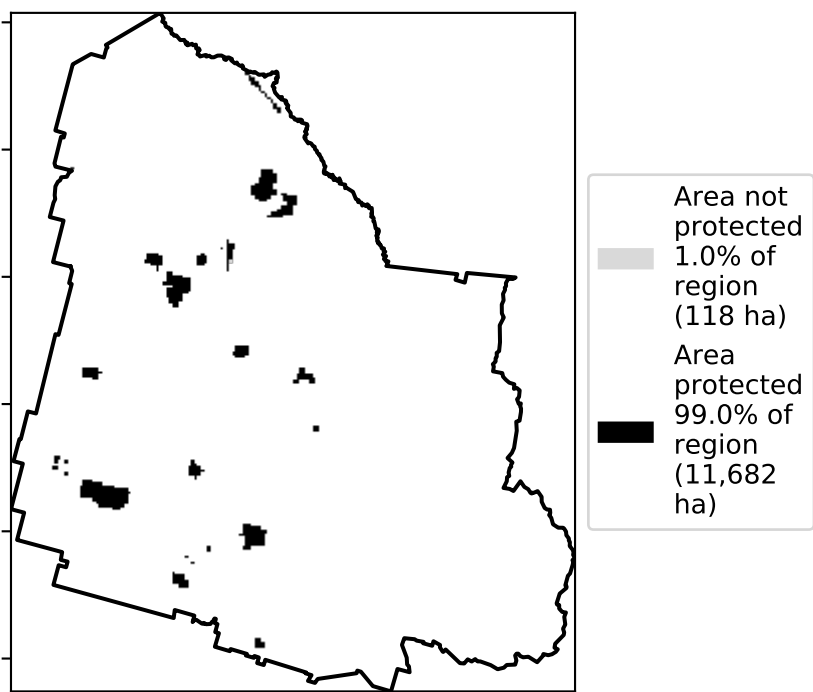 Area not
protected
1.0% of
region
(118 ha)
Area
protected
99.0% of
region
(11,682
ha)